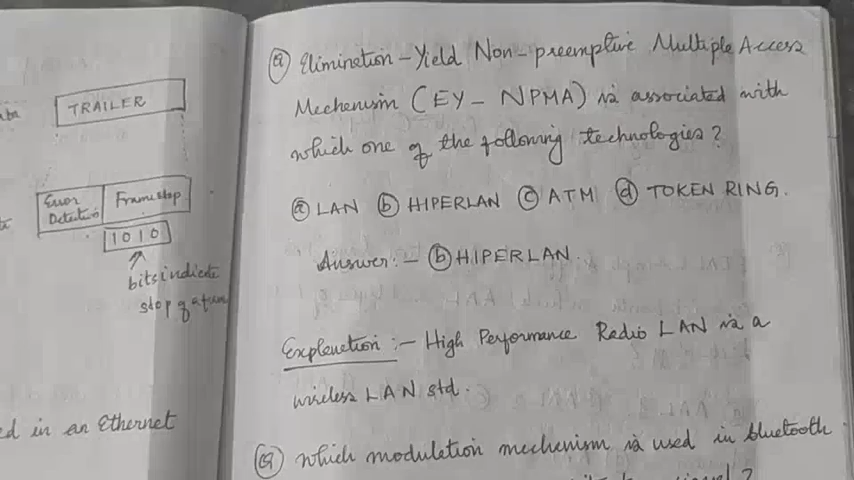 TRAILER
Error
Detection
Frame stop
1010
bits indicate
stop of a
ed in an Ethernet
Q Elimination - Yield Non-preemptive Multiple Access
Mechanism (EY - NPMA) is associated with
which one of the following technologies?
a LAN b HIPERLAN c ATM d TOKEN RING.
Answer:- b HIPERLAN.
Explenction:- High Performance Radio LAN is a
wireless LAN std.
Q which modulation mechanism is used in bluetooth